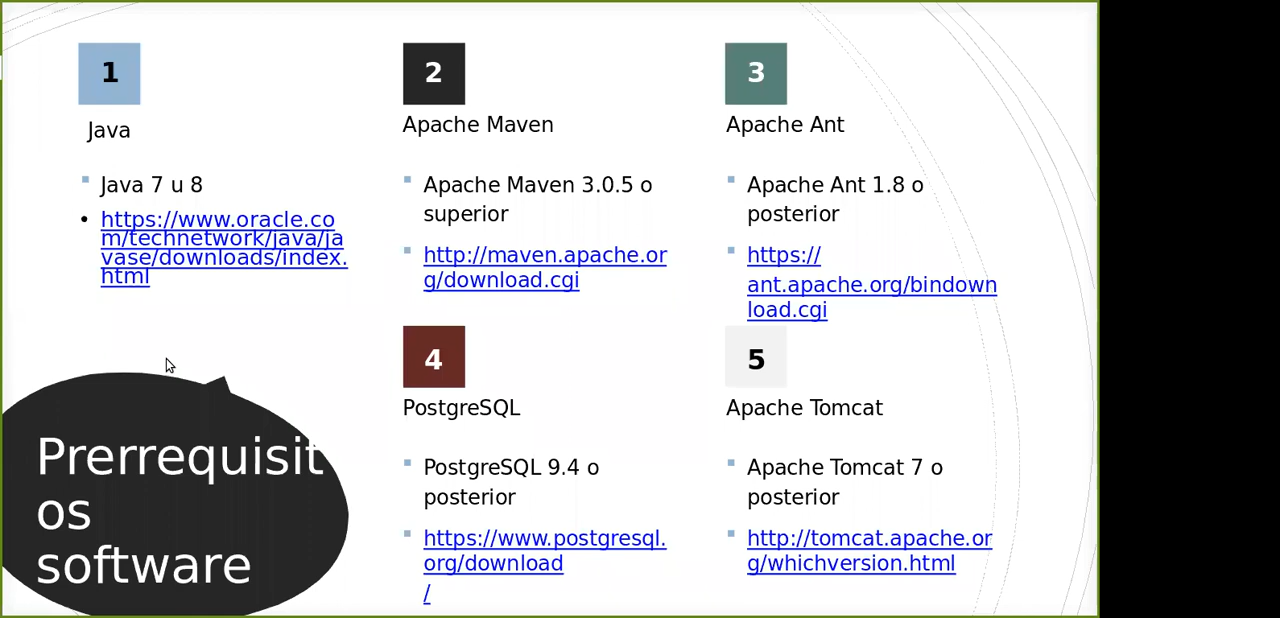 1
Java
Java 7 u 8
https://www.oracle.co
m/technetwork/java/ja
vase/downloads/index.
html
2
Apache Maven
Apache Maven 3.0.5 o
superior
http://maven.apache.or
g/download.cgi
3
Apache Ant
Apache Ant 1.8 o
posterior
https://
ant.apache.org/bindown
load.cgi
4
PostgreSQL
PostgreSQL 9.4 o
posterior
https://www.postgresql.
org/download
/
5
Apache Tomcat
Apache Tomcat 7 o
posterior
http://tomcat.apache.or
g/whichversion.html
Prerrequisit
os
software